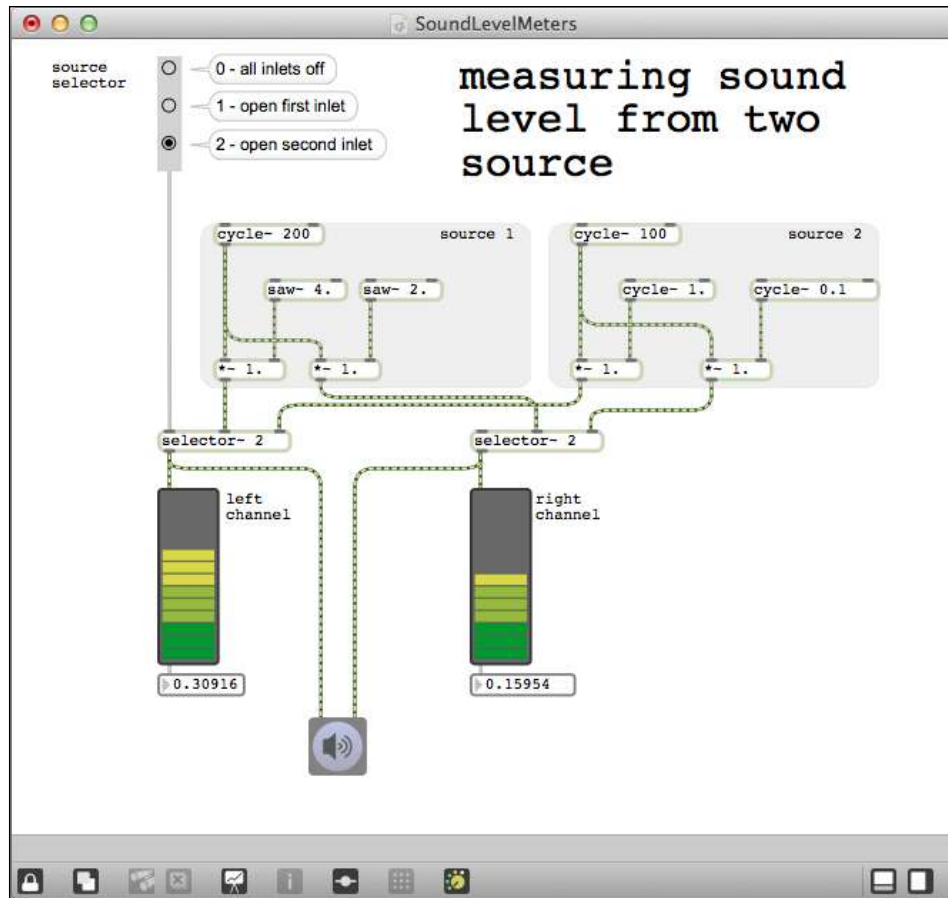 SoundLevelMeters
source
selector
0 - all inlets off
1 - open first inlet
2 - open second inlet
measuring sound
level from two
source
cycle~ 200
source 1
saw~ 4.
saw~ 2.
*~ 1.
*~ 1.
cycle~ 100
source 2
cycle~ 1.
cycle~ 0.1
*~ 1.
*~ 1.
selector~ 2
selector~ 2
left
channel
right
channel
0.30916
0.15954